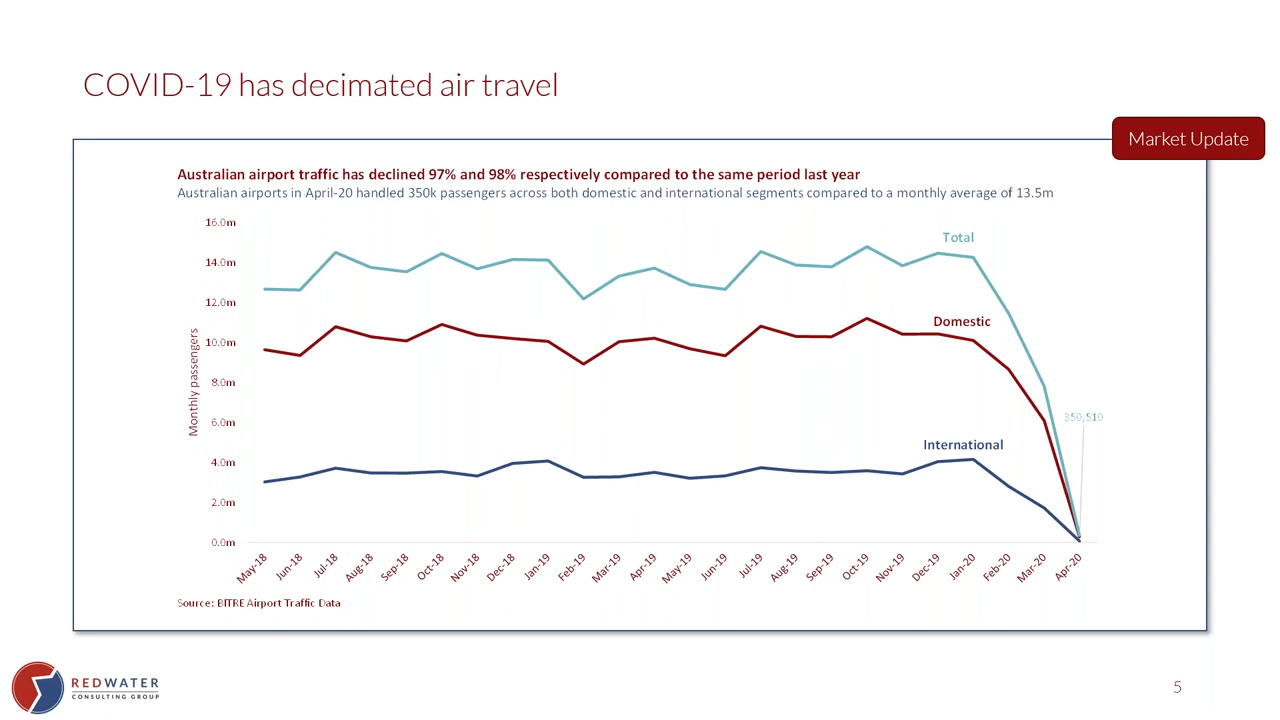 COVID-19 has decimated air travel
Market Update
Australian airport traffic has declined 97% and 98% respectively compared to the same period last year
Australian airports in April-20 handled 350k passengers across both domestic and international segments compared to a monthly average of 13.5m
16.0m
14.0m
12.0m
10.0m
8.0m
6.0m
4.0m
2.0m
0.0m
Monthly passengers
Total
Domestic
International
350,510
May-18
Jun-18
Jul-18
Aug-18
Sep-18
Oct-18
Nov-18
Dec-18
Jan-19
Feb-19
Mar-19
Apr-19
May-19
Jun-19
Jul-19
Aug-19
Sep-19
Oct-19
Nov-19
Dec-19
Jan-20
Feb-20
Mar-20
Apr-20
Source: BITRE Airport Traffic Data
REDWATER
CONSULTING GROUP
5